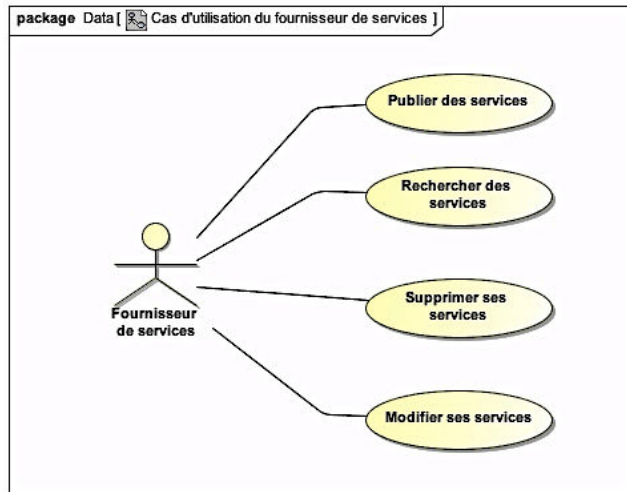 package Data [ Cas d'utilisation du fournisseur de services ]
Publier des services
Rechercher des
services
Fournisseur
de services
Supprimer ses
services
Modifier ses services